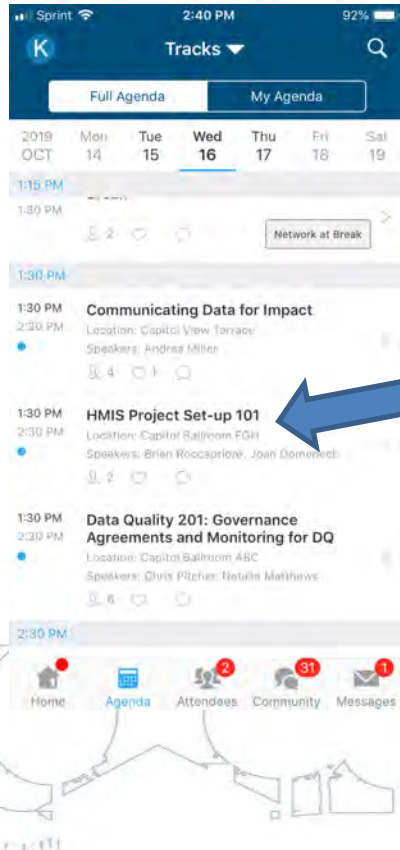 Sprint 2:40 PM 92%
K Tracks
Full Agenda My Agenda
2019 Mon Tue Wed Thu Fri Sat
OCT 14 15 16 17 18 19
1:15 PM
1:30 PM
2
Network at Break
1:30 PM
1:30 PM Communicating Data for Impact
2:30 PM Location: Capitol View Terrace
Speakers: Andrea Miller
4 1
1:30 PM HMIS Project Set-up 101
2:30 PM Location: Capitol Ballroom FGH
Speakers: Brian Roccapriore, Joan Domenech
2
1:30 PM Data Quality 201: Governance
2:30 PM Agreements and Monitoring for DQ
Location: Capitol Ballroom ABC
Speakers: Chris Pitcher, Natalie Matthews
6
2:30 PM
2 31 1
Home Agenda Attendees Community Messages